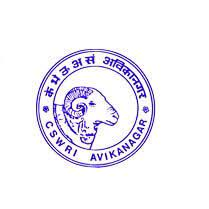 के भे ऊ अ सं अविकानगर
CSWRI AVIKANAGAR